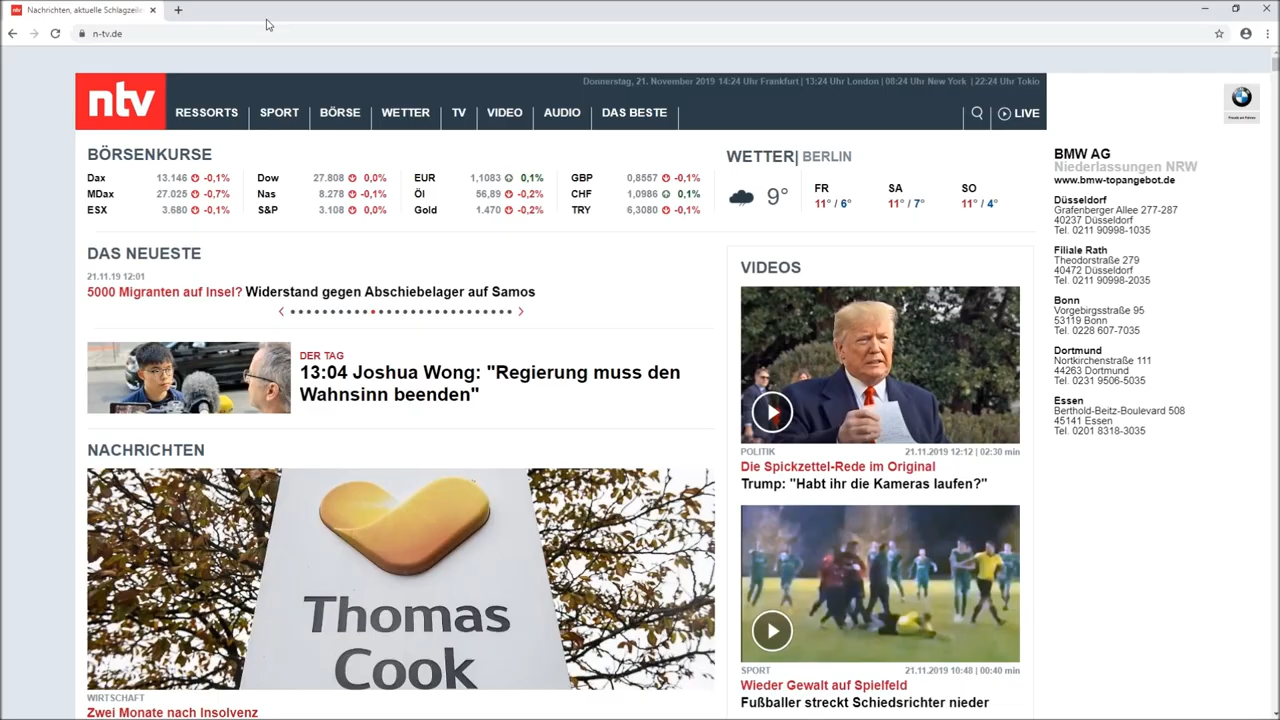 Nachrichten, aktuelle Schlagzeile
n-tv.de
Donnerstag, 21. November 2019 14:24 Uhr Frankfurt | 13:24 Uhr London | 08:24 Uhr New York | 22:24 Uhr Tokio
ntv
RESSORTS SPORT BÖRSE WETTER TV VIDEO AUDIO DAS BESTE LIVE
BÖRSENKURSE
Dax 13.146 -0,1% Dow 27.808 0,0% EUR 1,1083 0,1% GBP 0,8557 -0,1%
MDax 27.025 -0,7% Nas 8.278 -0,1% Öl 56,89 -0,2% CHF 1,0986 0,1%
ESX 3.680 -0,1% S&P 3.108 0,0% Gold 1.470 -0,2% TRY 6,3080 -0,1%
WETTER| BERLIN
9°
FR SA SO
11° / 6° 11° / 7° 11° / 4°
DAS NEUESTE
21.11.19 12:01
5000 Migranten auf Insel? Widerstand gegen Abschiebelager auf Samos
DER TAG
13:04 Joshua Wong: "Regierung muss den
Wahnsinn beenden"
NACHRICHTEN
Thomas
Cook
WIRTSCHAFT
Zwei Monate nach Insolvenz
VIDEOS
POLITIK 21.11.2019 12:12 | 02:30 min
Die Spickzettel-Rede im Original
Trump: "Habt ihr die Kameras laufen?"
SPORT 21.11.2019 10:48 | 00:40 min
Wieder Gewalt auf Spielfeld
Fußballer streckt Schiedsrichter nieder
BMW AG
Niederlassungen NRW
www.bmw-topangebot.de
Düsseldorf
Grafenberger Allee 277-287
40237 Düsseldorf
Tel. 0211 90998-1035
Filiale Rath
Theodorstraße 279
40472 Düsseldorf
Tel. 0211 90998-2035
Bonn
Vorgebirgsstraße 95
53119 Bonn
Tel. 0228 607-7035
Dortmund
Nortkirchenstraße 111
44263 Dortmund
Tel. 0231 9506-5035
Essen
Berthold-Beitz-Boulevard 508
45141 Essen
Tel. 0201 8318-3035